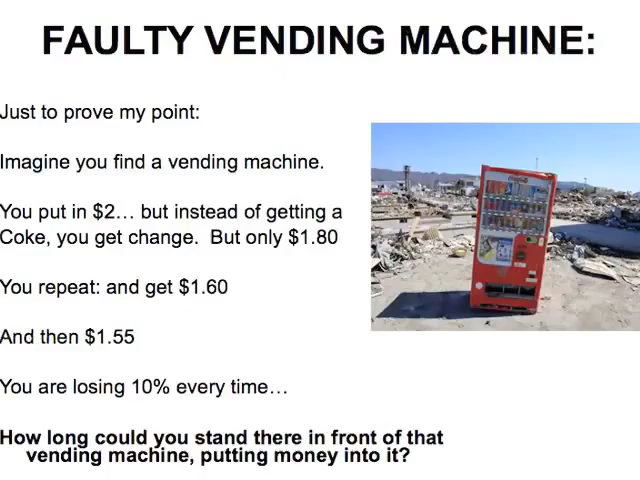 FAULTY VENDING MACHINE:
Just to prove my point:
Imagine you find a vending machine.
You put in $2… but instead of getting a
Coke, you get change.  But only $1.80
You repeat: and get $1.60
And then $1.55
You are losing 10% every time…
How long could you stand there in front of that
vending machine, putting money into it?